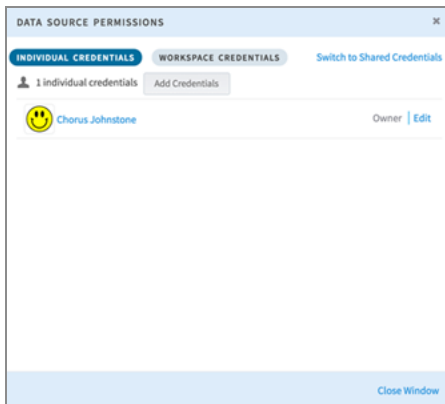 DATA SOURCE PERMISSIONS
INDIVIDUAL CREDENTIALS WORKSPACE CREDENTIALS Switch to Shared Credentials
1 individual credentials Add Credentials
Chorus Johnstone Owner Edit
Close Window